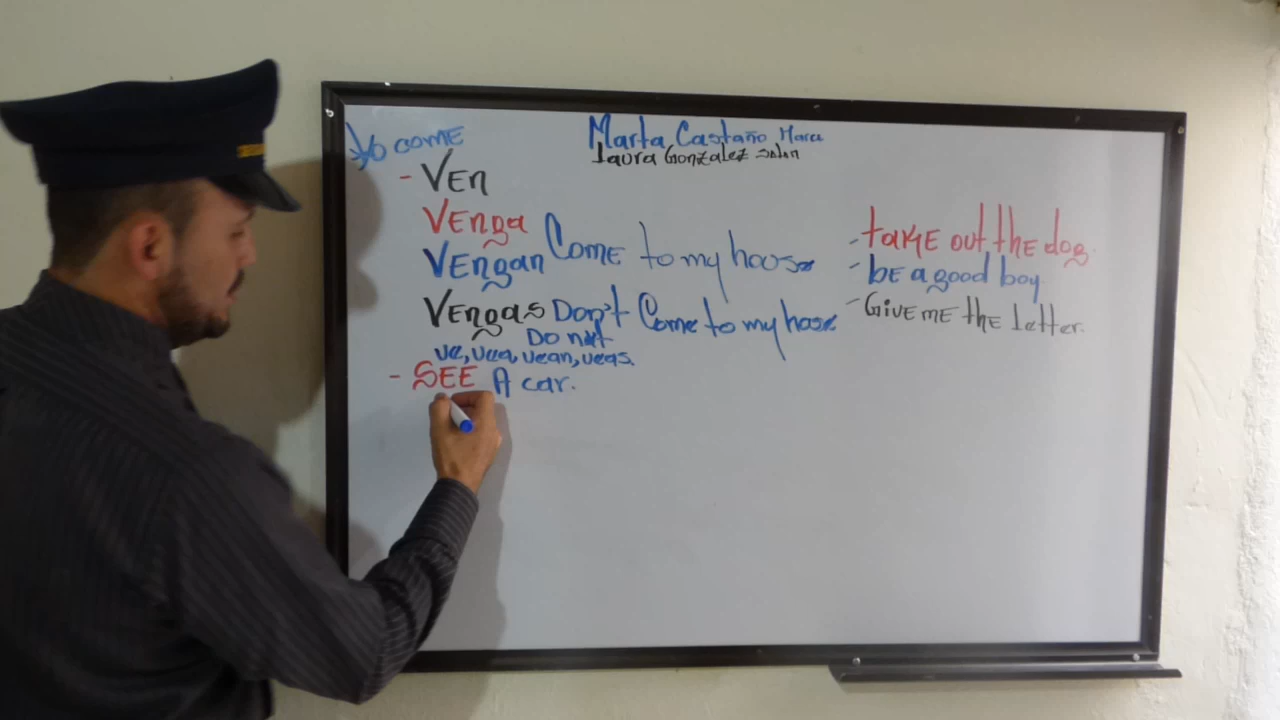 to come
Marta Castaño Mara
Laura Gonzalez solon
- Ven
Venga
Vengan Come to my house
Vengas Don't Come to my house
Do not
ve, vea, vean, veas.
- SEE A car.
- take out the dog.
- be a good boy
- Give me the letter.